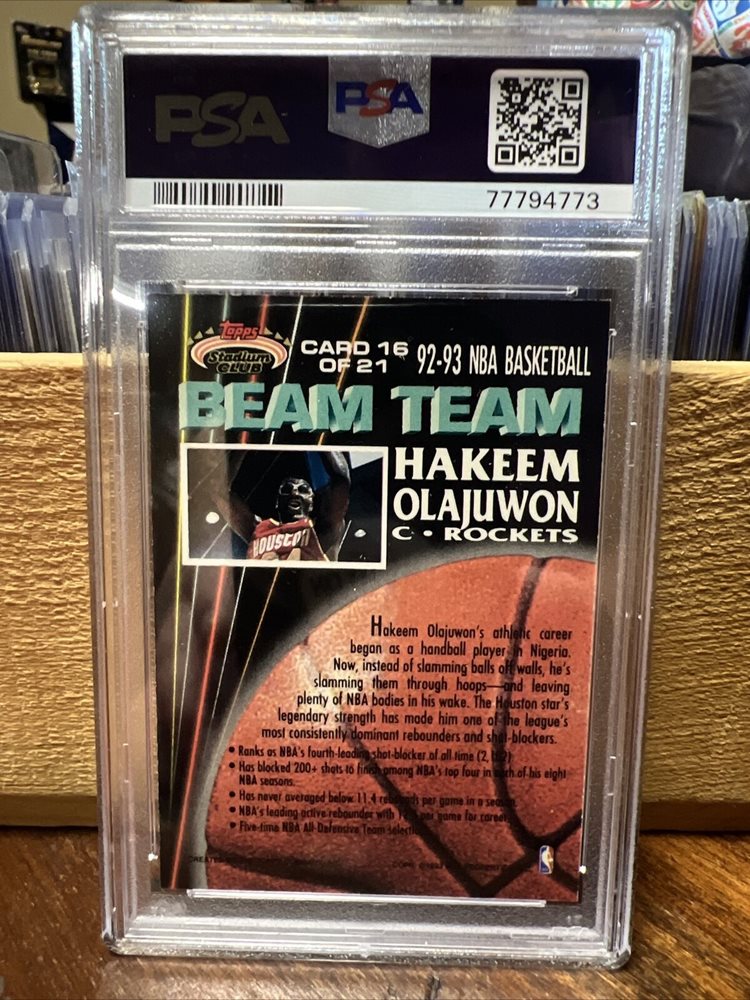 PSA PSA
77794773
Topps
Stadium
CLUB
CARD 16
OF 21
92-93 NBA BASKETBALL
BEAM TEAM
HAKEEM
OLAJUWON
C • ROCKETS
HOUSTON
Hakeem Olajuwon's athletic career
began as a handball player in Nigeria.
Now, instead of slamming balls off walls, he's
slamming them through hoops—and leaving
plenty of NBA bodies in his wake. The Houston star's
legendary strength has made him one of the league's
most consistently dominant rebounders and shot-blockers.
• Ranks as NBA's fourth-leading shot-blocker of all time
• Has blocked 200+ shots to finish among NBA's top four in each of his eight
NBA seasons.
• Has never averaged below 11.4 rebounds per game in a season.
• NBA's leading active rebounder with per game for career.
• Five-time NBA All-Defensive Team selection.
CREATED